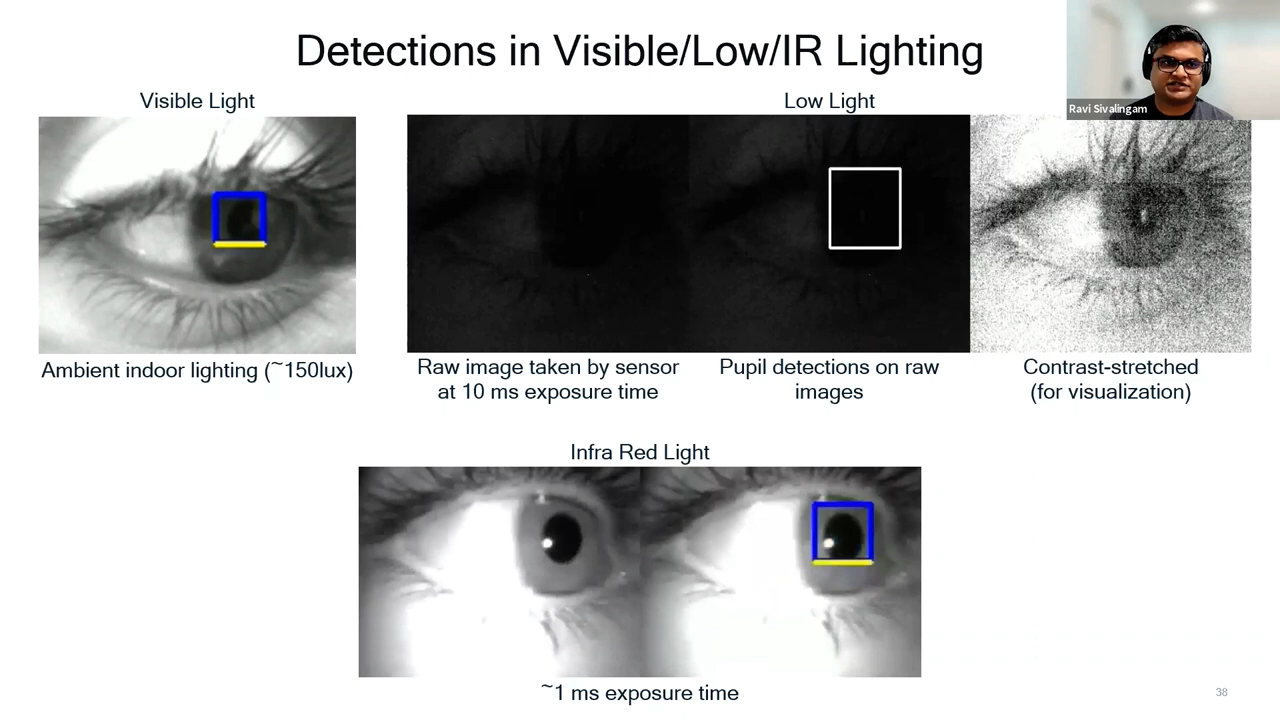 Detections in Visible/Low/IR Lighting
Ravi Sivalingam
Visible Light
Low Light
Ambient indoor lighting (~150lux)
Raw image taken by sensor
at 10 ms exposure time
Pupil detections on raw
images
Contrast-stretched
(for visualization)
Infra Red Light
~1 ms exposure time
38